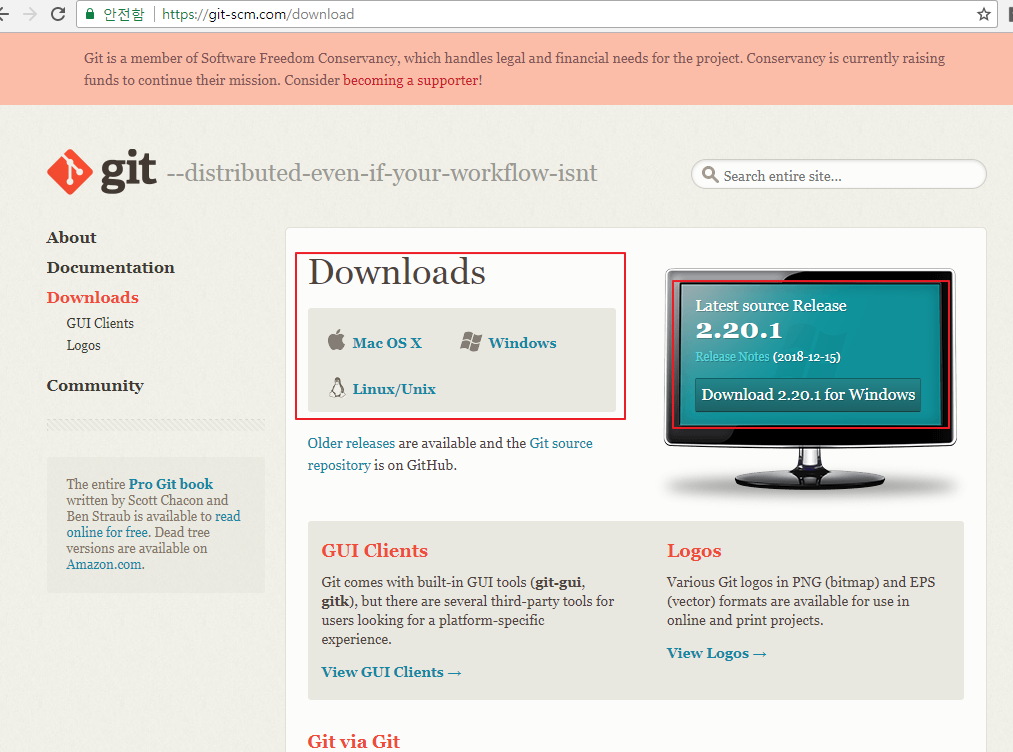 안전함 https://git-scm.com/download
Git is a member of Software Freedom Conservancy, which handles legal and financial needs for the project. Conservancy is currently raising
funds to continue their mission. Consider becoming a supporter!
git --distributed-even-if-your-workflow-isnt
Search entire site...
About
Documentation
Downloads
GUI Clients
Logos
Community
The entire Pro Git book
written by Scott Chacon and
Ben Straub is available to read
online for free. Dead tree
versions are available on
Amazon.com.
Downloads
Mac OS X Windows
Linux/Unix
Older releases are available and the Git source
repository is on GitHub.
Latest source Release
2.20.1
Release Notes (2018-12-15)
Download 2.20.1 for Windows
GUI Clients
Git comes with built-in GUI tools (git-gui,
gitk), but there are several third-party tools for
users looking for a platform-specific
experience.
View GUI Clients →
Logos
Various Git logos in PNG (bitmap) and EPS
(vector) formats are available for use in
online and print projects.
View Logos →
Git via Git